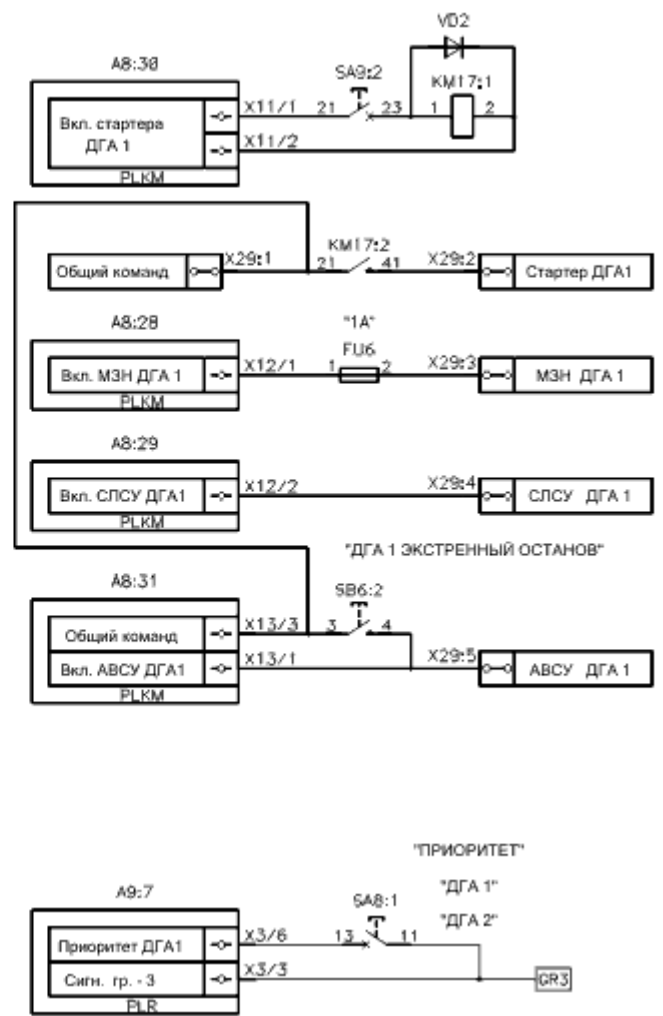 VD2
A8:30
SA9:2
KM17:1
Вкл. стартера
ДГА 1
X11/1 21 23 1 2
X11/2
PLKM
KM17:2
Общий команд X29:1 21 41 X29:2 Стартер ДГА1
A8:28 "1А"
FU6
Вкл. МЗН ДГА 1 X12/1 1 2 X29:3 МЗН ДГА 1
PLKM
A8:29
Вкл. СЛСУ ДГА1 X12/2 X29:4 СЛСУ ДГА 1
PLKM
"ДГА 1 ЭКСТРЕННЫЙ ОСТАНОВ"
A8:31 SB6:2
Общий команд X13/3 3 4
Вкл. АВСУ ДГА1 X13/1 X29:5 АВСУ ДГА 1
PLKM
"ПРИОРИТЕТ"
A9:7 "ДГА 1"
SA8:1 "ДГА 2"
Приоритет ДГА1 X3/6 13 11
Сигн. гр. - 3 X3/3 GR3
PLR